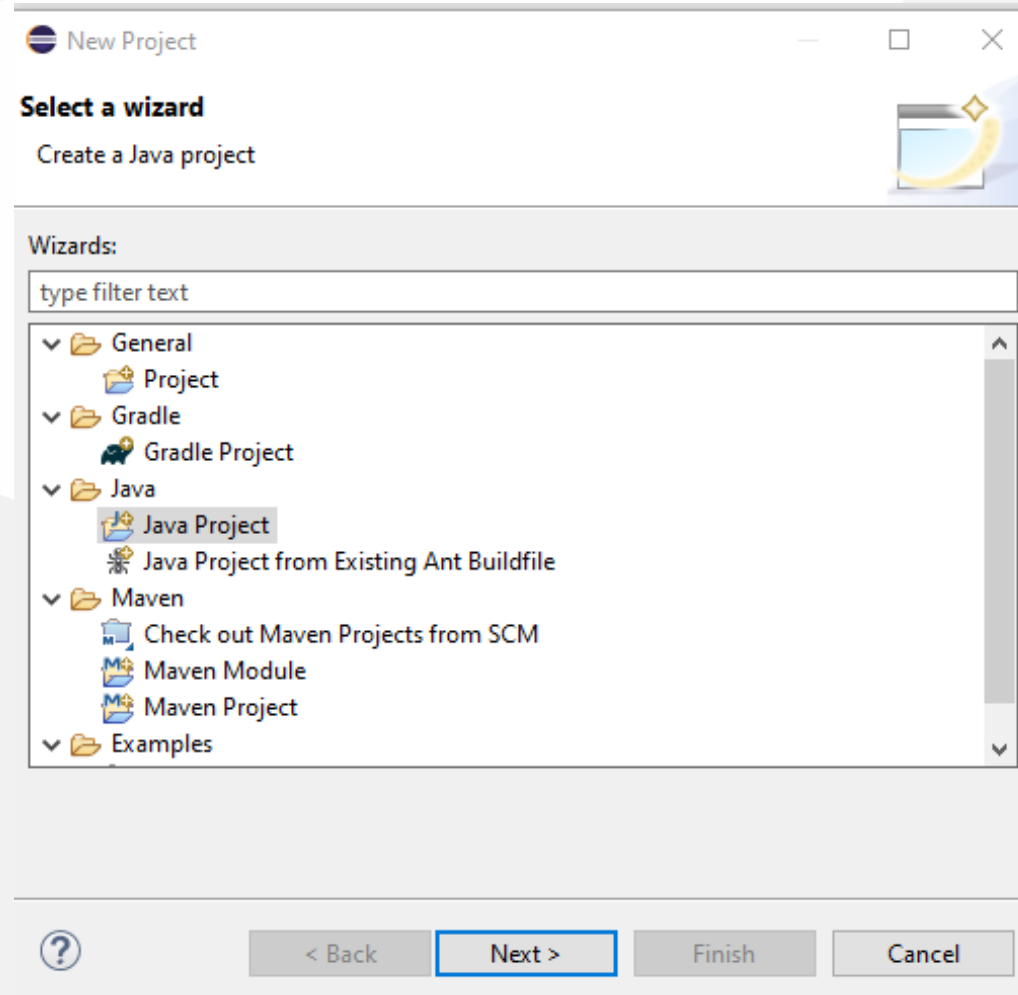 New Project
Select a wizard
Create a Java project
Wizards:
type filter text
General
Project
Gradle
Gradle Project
Java
Java Project
Java Project from Existing Ant Buildfile
Maven
Check out Maven Projects from SCM
Maven Module
Maven Project
Examples
? < Back Next > Finish Cancel